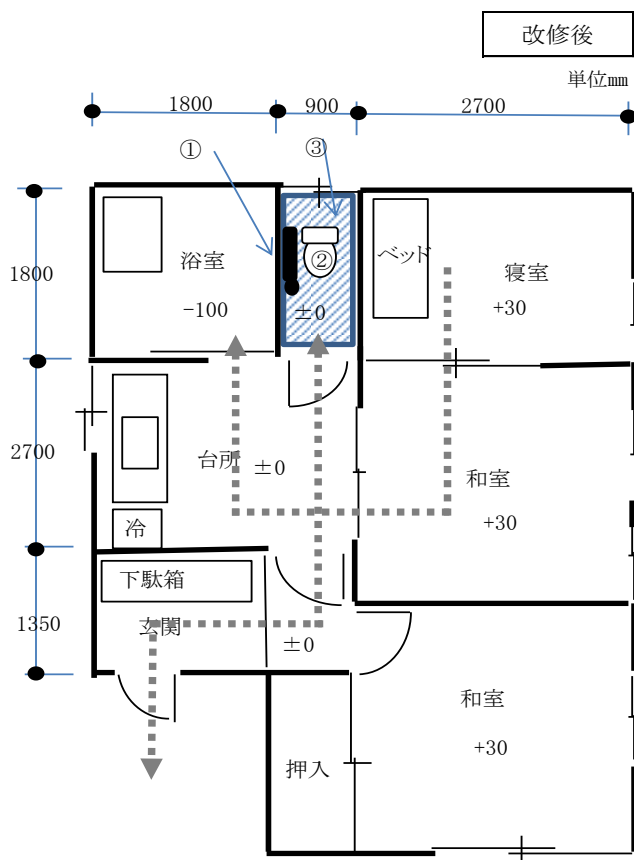 改修後
単位㎜
1800
900
2700
①
③
浴室
②
ベッド
寝室
1800
-100
±0
+30
2700
台所
±0
和室
冷
+30
下駄箱
1350
玄関
±0
和室
+30
押入